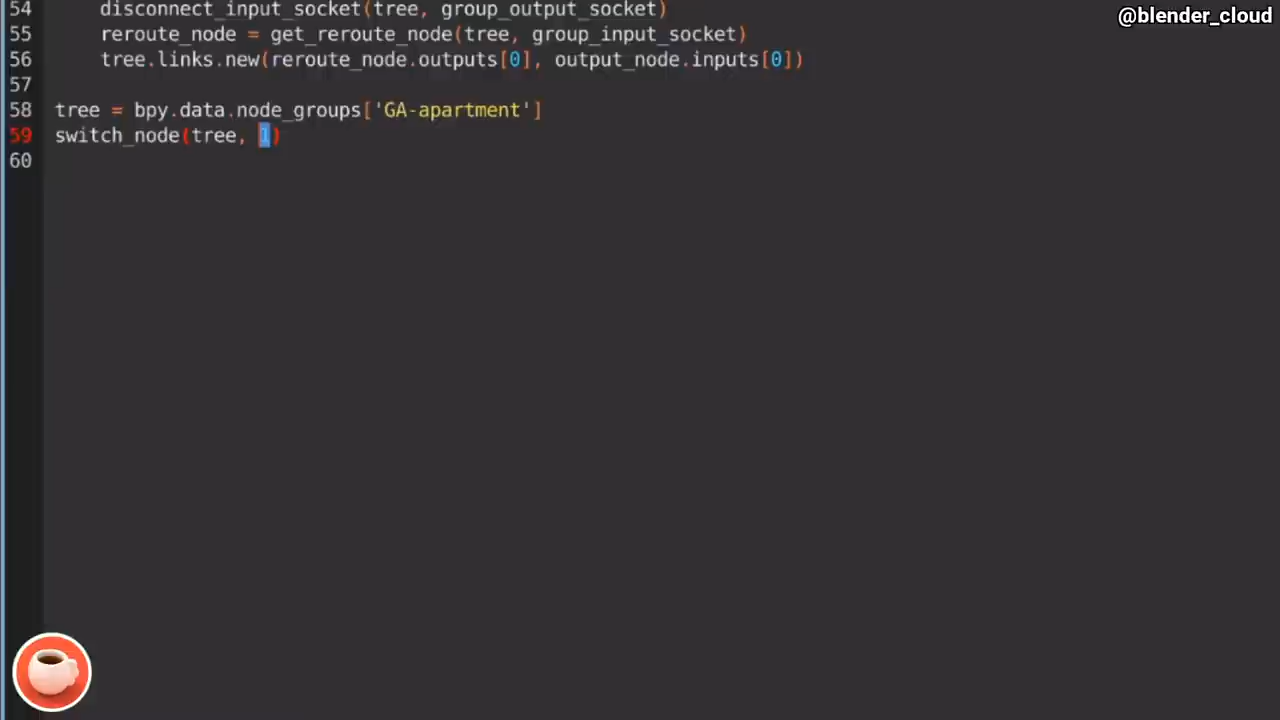 @blender_cloud
54 disconnect_input_socket(tree, group_output_socket)
55 reroute_node = get_reroute_node(tree, group_input_socket)
56 tree.links.new(reroute_node.outputs[0], output_node.inputs[0])
57
58 tree = bpy.data.node_groups['GA-apartment']
59 switch_node(tree, 1)
60